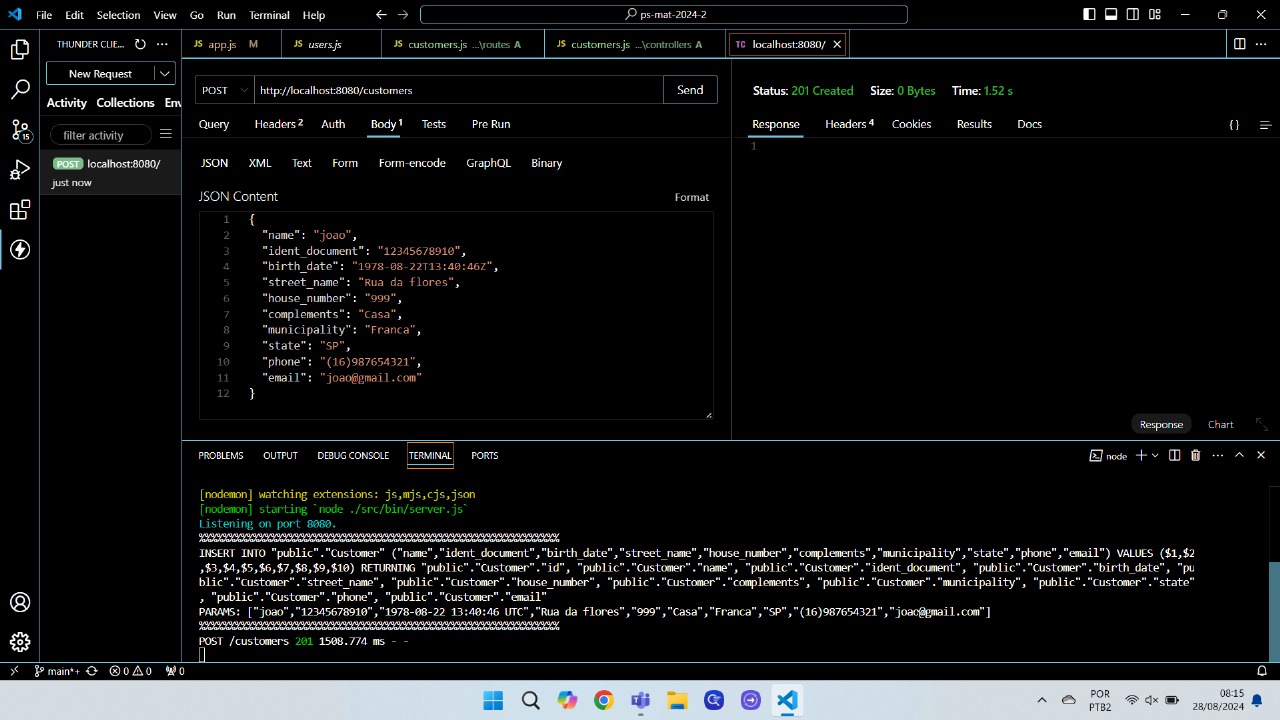 File Edit Selection View Go Run Terminal Help
ps-mat-2024-2
THUNDER CLIE...
New Request
Activity Collections Env
filter activity
POST localhost:8080/
just now
15
JS app.js M
JS users.js
JS customers.js ...\routes A
JS customers.js ...\controllers A
TC localhost:8080/
POST http://localhost:8080/customers Send
Query Headers 2 Auth Body 1 Tests Pre Run
JSON XML Text Form Form-encode GraphQL Binary
JSON Content Format
1 {
2 "name": "joao",
3 "ident_document": "12345678910",
4 "birth_date": "1978-08-22T13:40:46Z",
5 "street_name": "Rua da flores",
6 "house_number": "999",
7 "complements": "Casa",
8 "municipality": "Franca",
9 "state": "SP",
10 "phone": "(16)987654321",
11 "email": "joao@gmail.com"
12 }
Status: 201 Created Size: 0 Bytes Time: 1.52 s
Response Headers 4 Cookies Results Docs {}
1
Response Chart
PROBLEMS OUTPUT DEBUG CONSOLE TERMINAL PORTS
node
[nodemon] watching extensions: js,mjs,cjs,json
[nodemon] starting `node ./src/bin/server.js`
Listening on port 8080.
INSERT INTO "public"."Customer" ("name","ident_document","birth_date","street_name","house_number","complements","municipality","state","phone","email") VALUES ($1,$2
,$3,$4,$5,$6,$7,$8,$9,$10) RETURNING "public"."Customer"."id", "public"."Customer"."name", "public"."Customer"."ident_document", "public"."Customer"."birth_date", "pu
blic"."Customer"."street_name", "public"."Customer"."house_number", "public"."Customer"."complements", "public"."Customer"."municipality", "public"."Customer"."state"
, "public"."Customer"."phone", "public"."Customer"."email"
PARAMS: ["joao","12345678910","1978-08-22 13:40:46 UTC","Rua da flores","999","Casa","Franca","SP","(16)987654321","joao@gmail.com"]
POST /customers 201 1508.774 ms - -
main*+ 0 0 0
POR
PTB2
08:15
28/08/2024